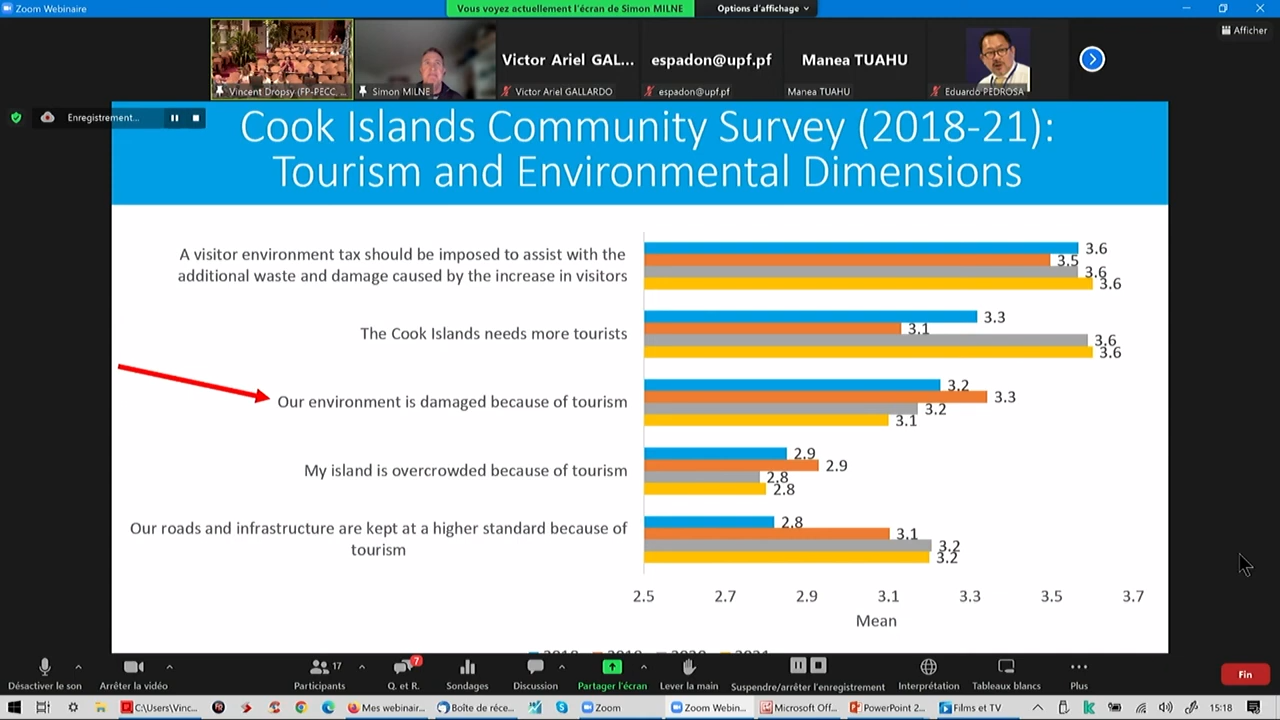 Zoom Webinaire
Vous voyez actuellement l'écran de Simon MILNE
Options d'affichage
Afficher
Victor Ariel GAL...
espadon@upf.pf
Manea TUAHU
Vincent Dropsy (FP-PECC, ...
Simon MILNE
Victor Ariel GALLARDO
espadon@upf.pf
Manea TUAHU
Eduardo PEDROSA
Enregistrement...
Cook Islands Community Survey (2018-21):
Tourism and Environmental Dimensions
A visitor environment tax should be imposed to assist with the
additional waste and damage caused by the increase in visitors
3.6
3.5
3.6
3.6
The Cook Islands needs more tourists
3.3
3.1
3.6
3.6
Our environment is damaged because of tourism
3.2
3.3
3.2
3.1
My island is overcrowded because of tourism
2.9
2.9
2.8
2.8
Our roads and infrastructure are kept at a higher standard because of
tourism
2.8
3.1
3.2
3.2
2.5 2.7 2.9 3.1 3.3 3.5 3.7
Mean
17
7
Désactiver le son
Arrêter la vidéo
Participants
Q. et R.
Sondages
Discussion
Partager l'écran
Lever la main
Suspendre/arrêter l'enregistrement
Interprétation
Tableaux blancs
Plus
Fin
C:\Users\Vinc...
Mes webinar...
Boîte de réce...
Zoom
Zoom Webin...
Microsoft Off...
PowerPoint 2...
Films et TV
15:18